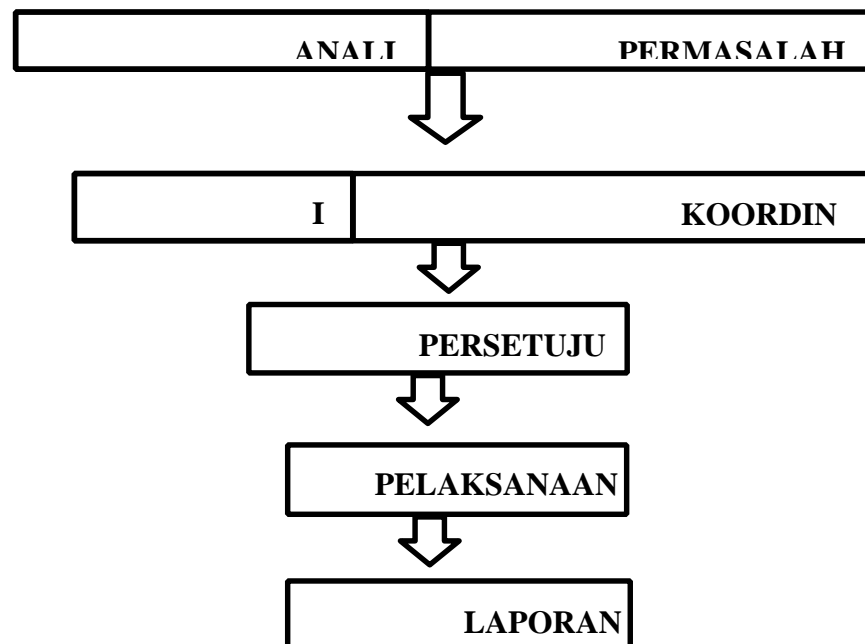 ANALI PERMASALAH
I KOORDIN
PERSETUJU
PELAKSANAAN
LAPORAN